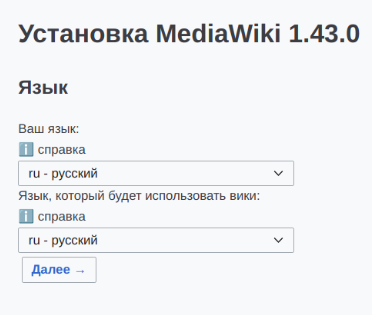 Установка MediaWiki 1.43.0
Язык
Ваш язык:
справка
ru - русский
Язык, который будет использовать вики:
справка
ru - русский
Далее →